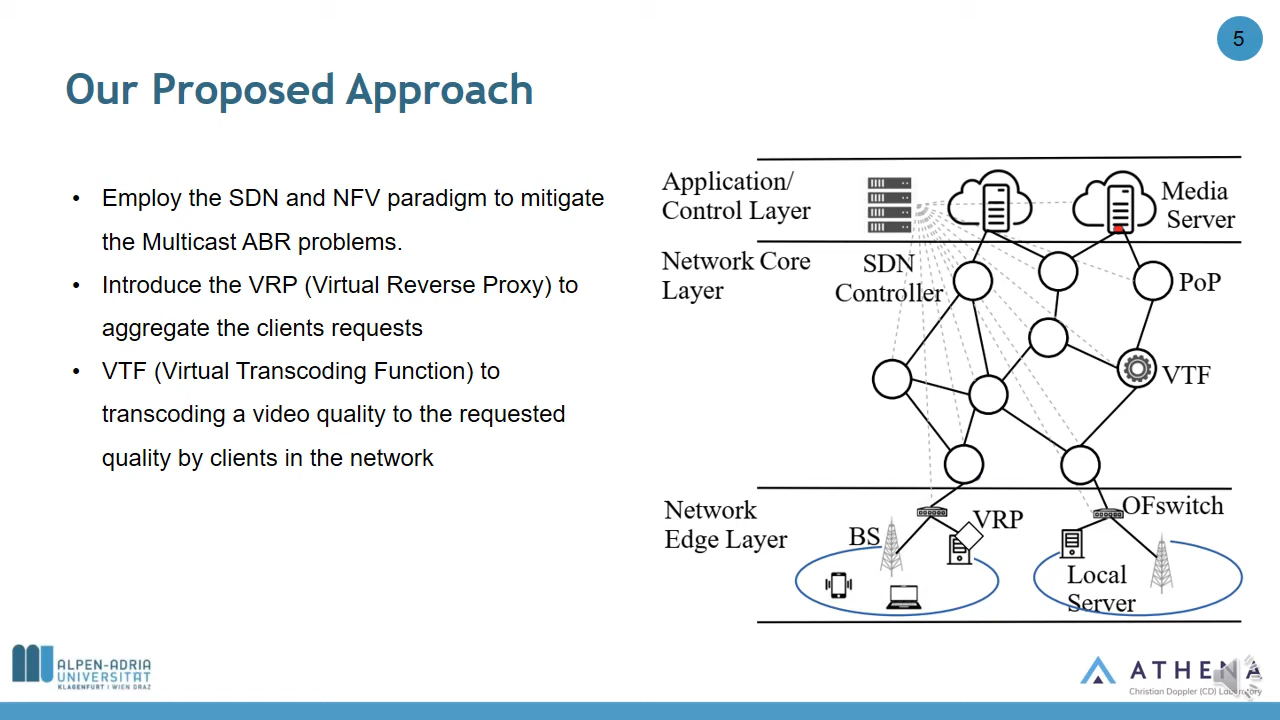 5
Our Proposed Approach
• Employ the SDN and NFV paradigm to mitigate
the Multicast ABR problems.
• Introduce the VRP (Virtual Reverse Proxy) to
aggregate the clients requests
• VTF (Virtual Transcoding Function) to
transcoding a video quality to the requested
quality by clients in the network
Application/
Control Layer
Media
Server
Network Core
Layer
SDN
Controller
PoP
VTF
Network
Edge Layer
BS
VRP
OFswitch
Local
Server
ALPEN-ADRIA
UNIVERSITÄT
KLAGENFURT | WIEN GRAZ
ATHENA
Christian Doppler (CD) Laboratory